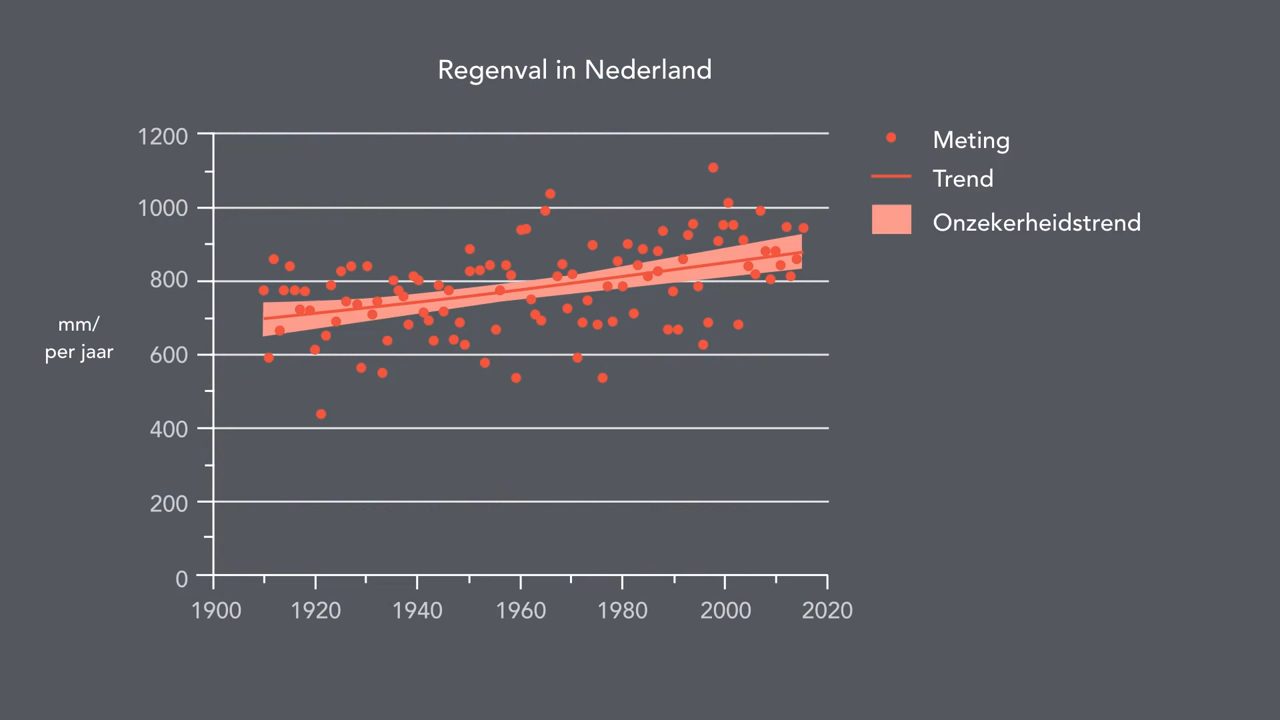 Regenval in Nederland
1200
1000
800
600
400
200
0
mm/
per jaar
1900 1920 1940 1960 1980 2000 2020
Meting
Trend
Onzekerheidstrend